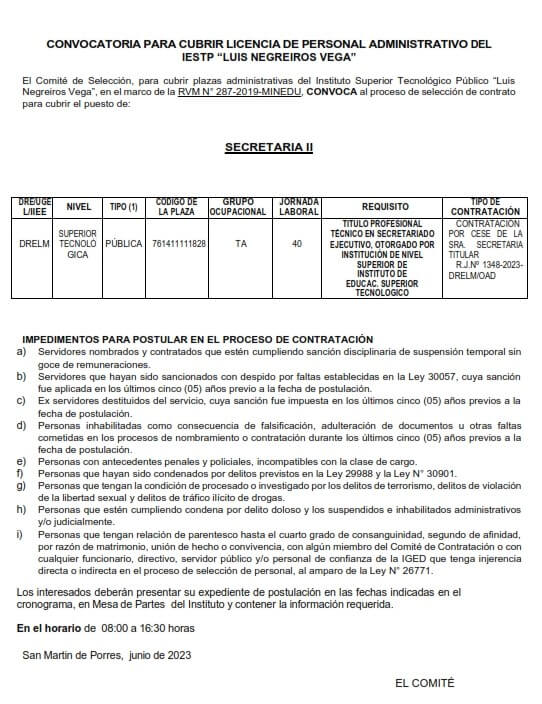 CONVOCATORIA PARA CUBRIR LICENCIA DE PERSONAL ADMINISTRATIVO DEL
IESTP “LUIS NEGREIROS VEGA”
El Comité de Selección, para cubrir plazas administrativas del Instituto Superior Tecnológico Público “Luis
Negreiros Vega”, en el marco de la RVM N° 287-2019-MINEDU, CONVOCA al proceso de selección de contrato
para cubrir el puesto de:
SECRETARIA II
DRE/UGE
L/IIEE
NIVEL
TIPO (1)
CODIGO DE
LA PLAZA
GRUPO
OCUPACIONAL
JORNADA
LABORAL
REQUISITO
TIPO DE
CONTRATACIÓN
DRELM
SUPERIOR
TECNOLÓ
GICA
PÚBLICA
761411111828
TA
40
TITULO PROFESIONAL
TÉCNICO EN SECRETARIADO
EJECUTIVO, OTORGADO POR
INSTITUCIÓN DE NIVEL
SUPERIOR DE
INSTITUTO DE
EDUCAC. SUPERIOR
TECNOLOGICO
CONTRATACIÓN
POR CESE DE LA
SRA. SECRETARIA
TITULAR
R.J.Nº 1348-2023-
DRELM/OAD
IMPEDIMENTOS PARA POSTULAR EN EL PROCESO DE CONTRATACIÓN
a) Servidores nombrados y contratados que estén cumpliendo sanción disciplinaria de suspensión temporal sin
goce de remuneraciones.
b) Servidores que hayan sido sancionados con despido por faltas establecidas en la Ley 30057, cuya sanción
fue aplicada en los últimos cinco (05) años previo a la fecha de postulación.
c) Ex servidores destituidos del servicio, cuya sanción fue impuesta en los últimos cinco (05) años previos a la
fecha de postulación.
d) Personas inhabilitadas como consecuencia de falsificación, adulteración de documentos u otras faltas
cometidas en los procesos de nombramiento o contratación durante los últimos cinco (05) años previos a la
fecha de postulación.
e) Personas con antecedentes penales y policiales, incompatibles con la clase de cargo.
f) Personas que hayan sido condenados por delitos previstos en la Ley 29988 y la Ley N° 30901.
g) Personas que tengan la condición de procesado o investigado por los delitos de terrorismo, delitos de violación
de la libertad sexual y delitos de tráfico ilícito de drogas.
h) Personas que estén cumpliendo condena por delito doloso y los suspendidos e inhabilitados administrativos
y/o judicialmente.
i) Personas que tengan relación de parentesco hasta el cuarto grado de consanguinidad, segundo de afinidad,
por razón de matrimonio, unión de hecho o convivencia, con algún miembro del Comité de Contratación o con
cualquier funcionario, directivo, servidor público y/o personal de confianza de la IGED que tenga injerencia
directa o indirecta en el proceso de selección de personal, al amparo de la Ley N° 26771.
Los interesados deberán presentar su expediente de postulación en las fechas indicadas en el
cronograma, en Mesa de Partes del Instituto y contener la información requerida.
En el horario de 08:00 a 16:30 horas
San Martin de Porres, junio de 2023
EL COMITÉ